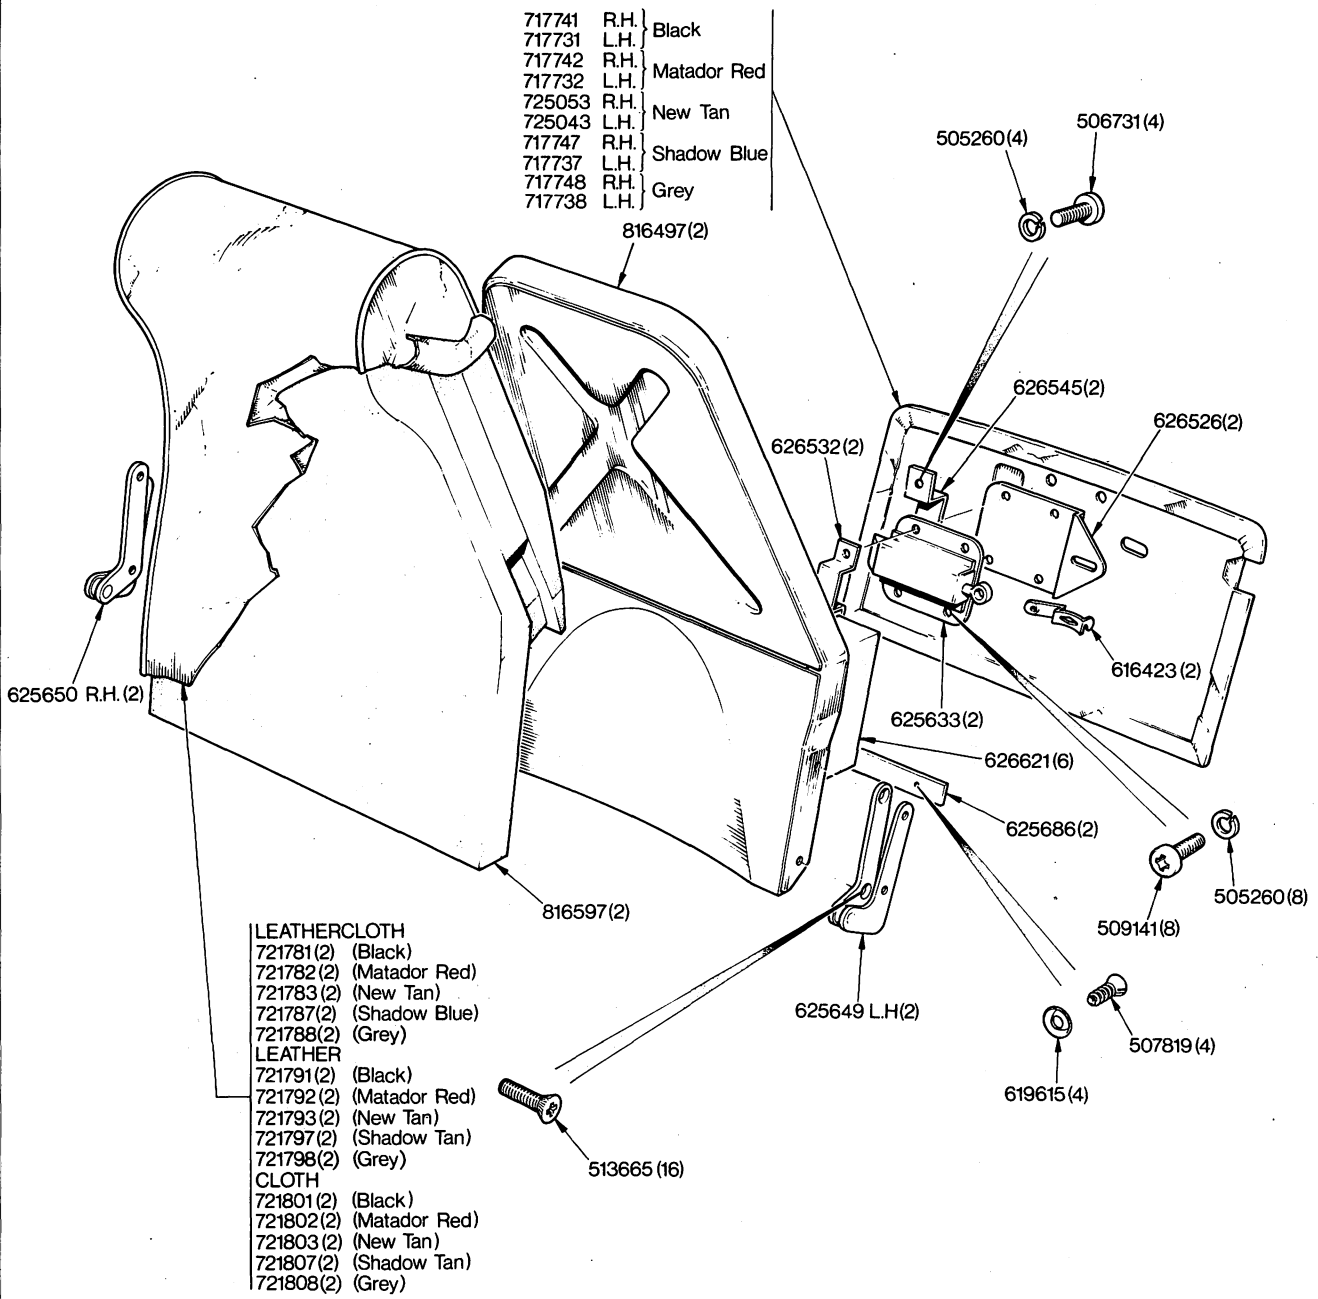 717741 R.H. } Black
717731 L.H.
717742 R.H. } Matador Red
717732 L.H.
725053 R.H. } New Tan
725043 L.H.
717747 R.H. } Shadow Blue
717737 L.H.
717748 R.H. } Grey
717738 L.H.
816497(2)
505260(4)
506731(4)
626545(2)
626526(2)
626532(2)
616423(2)
625650 R.H.(2)
625633(2)
626621(6)
625686(2)
505260(8)
509141(8)
816597(2)
625649 L.H(2)
507819(4)
619615(4)
513665(16)
LEATHERCLOTH
721781(2) (Black)
721782(2) (Matador Red)
721783(2) (New Tan)
721787(2) (Shadow Blue)
721788(2) (Grey)
LEATHER
721791(2) (Black)
721792(2) (Matador Red)
721793(2) (New Tan)
721797(2) (Shadow Tan)
721798(2) (Grey)
CLOTH
721801(2) (Black)
721802(2) (Matador Red)
721803(2) (New Tan)
721807(2) (Shadow Tan)
721808(2) (Grey)